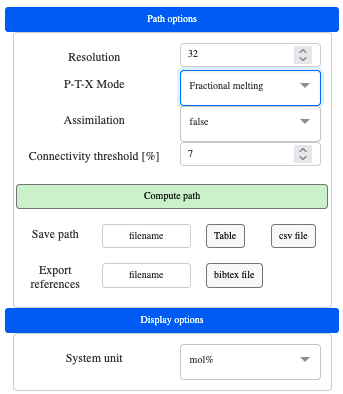 Path options
Resolution 32
P-T-X Mode Fractional melting
Assimilation false
Connectivity threshold [%] 7
Compute path
Save path filename Table csv file
Export
references filename bibtex file
Display options
System unit mol%